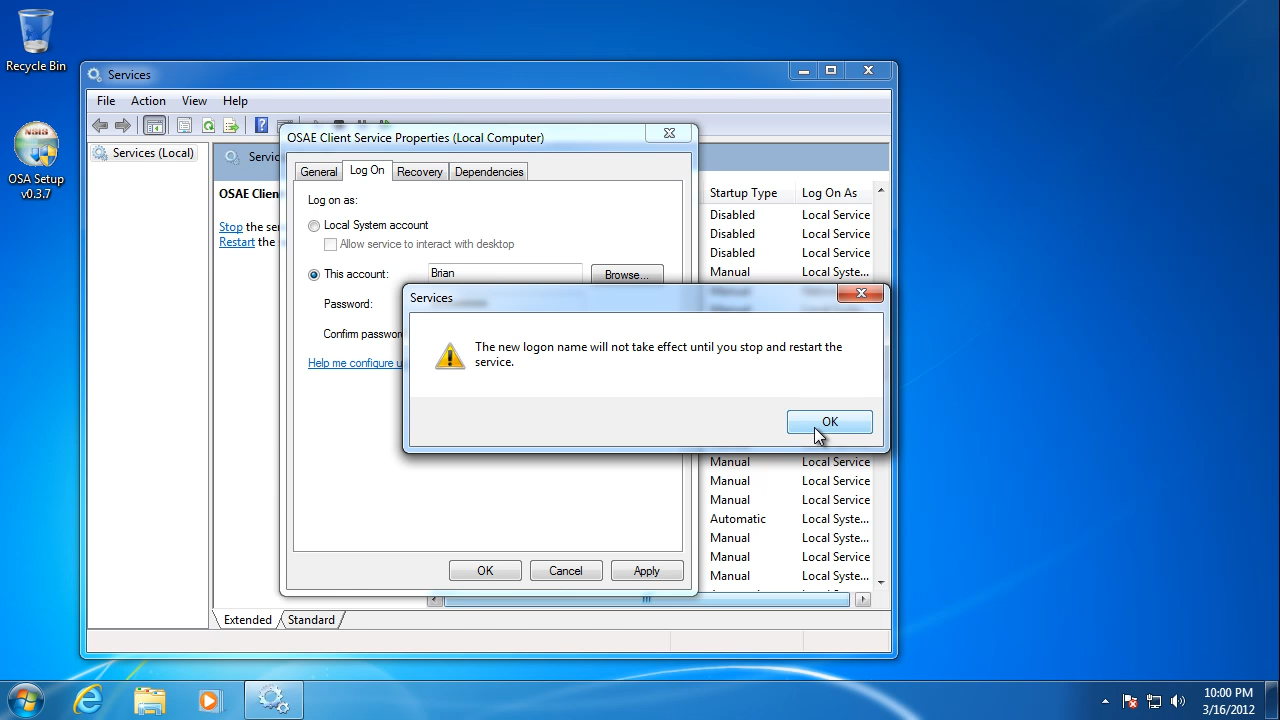 Recycle Bin
NSIS
OSA Setup
v0.3.7
Services
File Action View Help
Services (Local)
Servic
OSAE Clien
Stop the ser
Restart the
Startup Type Log On As
Disabled Local Service
Disabled Local Service
Disabled Local Service
Manual Local Syste...
Manual Local Service
Manual Local Service
Manual Local Service
Automatic Local Syste...
Manual Local Syste...
Manual Local Service
Manual Local Syste...
Extended Standard
OSAE Client Service Properties (Local Computer)
General Log On Recovery Dependencies
Log on as:
Local System account
Allow service to interact with desktop
This account: Brian Browse...
Password:
Confirm password
Help me configure u
OK Cancel Apply
Services
The new logon name will not take effect until you stop and restart the
service.
OK
10:00 PM
3/16/2012